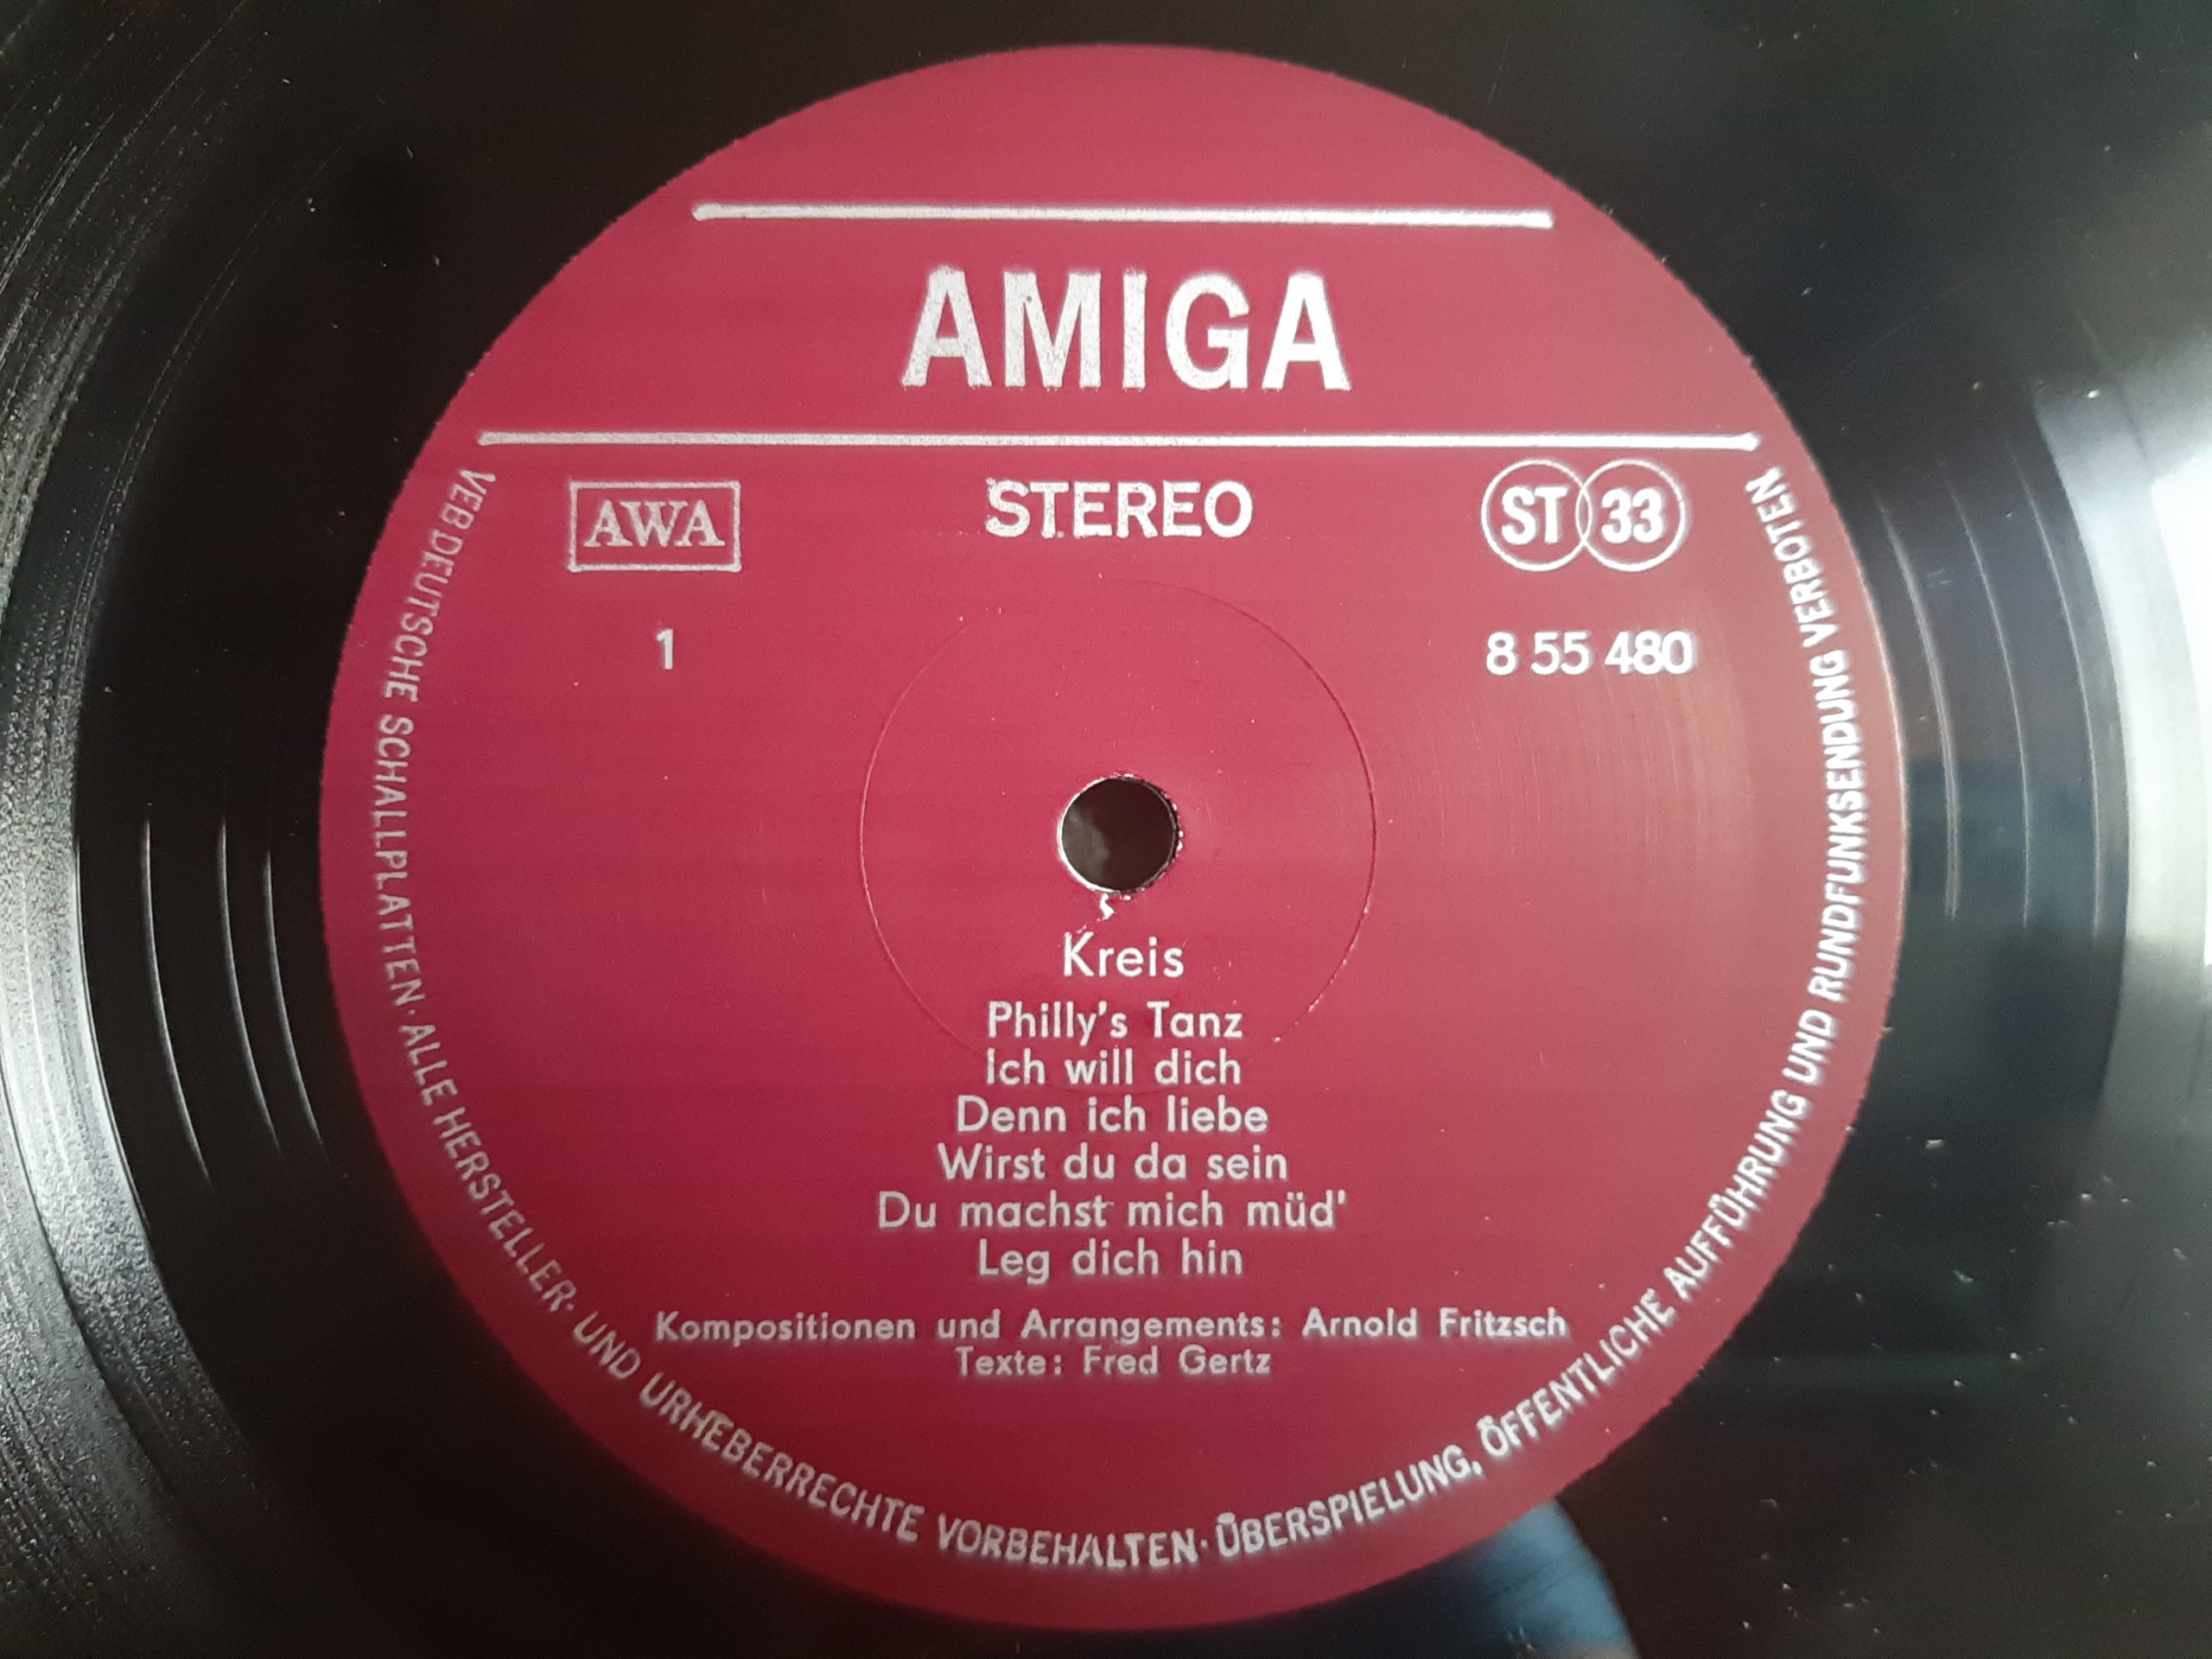 AMIGA
AWA
STEREO
ST 33
1
8 55 480
Kreis
Philly's Tanz
Ich will dich
Denn ich liebe
Wirst du da sein
Du machst mich müd'
Leg dich hin
Kompositionen und Arrangements: Arnold Fritzsch
Texte: Fred Gertz
VEB DEUTSCHE SCHALLPLATTEN · ALLE HERSTELLER- UND URHEBERRECHTE VORBEHALTEN · ÜBERSPIELUNG, ÖFFENTLICHE AUFFÜHRUNG UND RUNDFUNKSENDUNG VERBOTEN